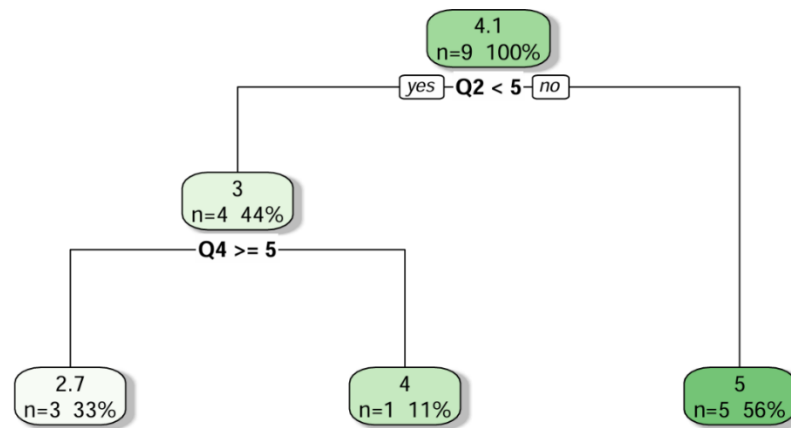 4.1
n=9 100%
yes Q2 < 5 no
3
n=4 44%
Q4 >= 5
2.7
n=3 33%
4
n=1 11%
5
n=5 56%